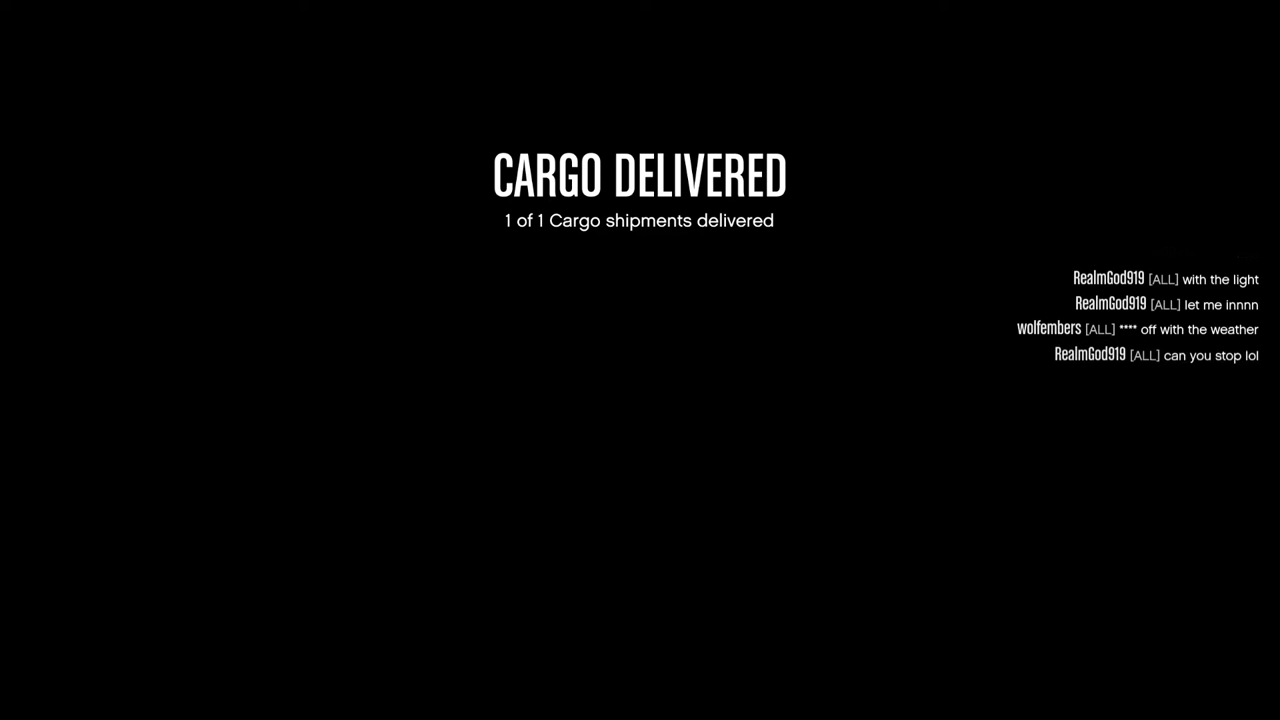 CARGO DELIVERED
1 of 1 Cargo shipments delivered
RealmGod919 [ALL] with the light
RealmGod919 [ALL] let me innnn
wolfembers [ALL] **** off with the weather
RealmGod919 [ALL] can you stop lol